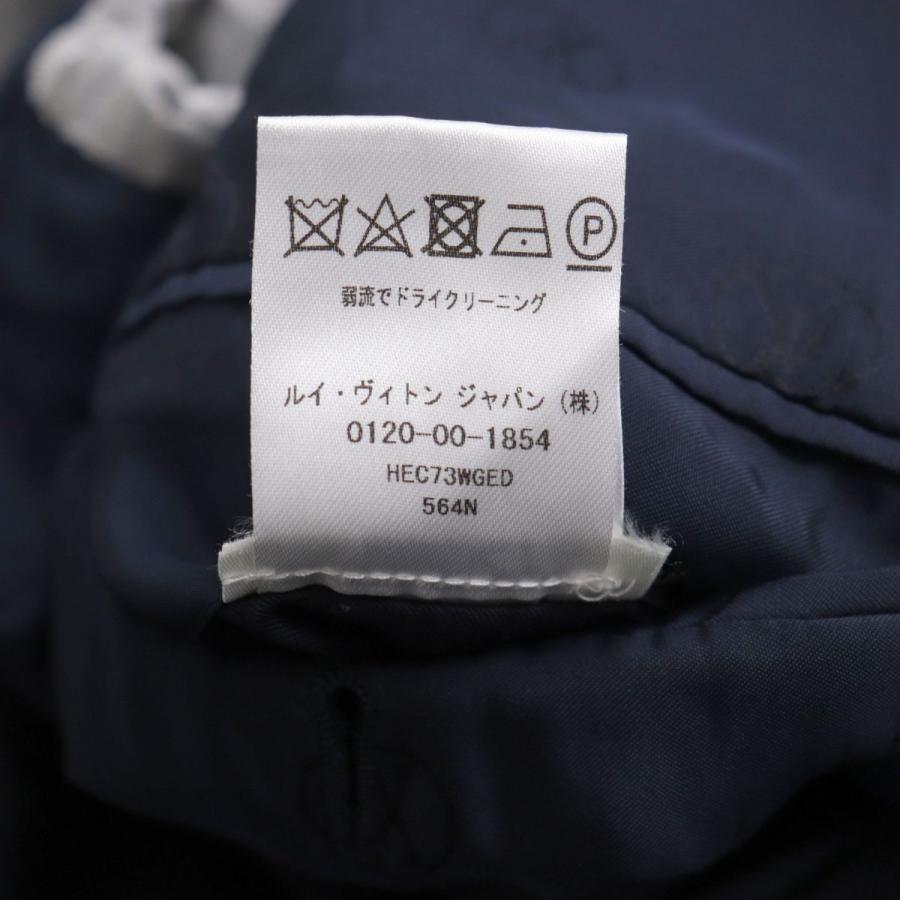 P
弱流でドライクリーニング
ルイ・ヴィトン ジャパン (株)
0120-00-1854
HEC73WGED
564N